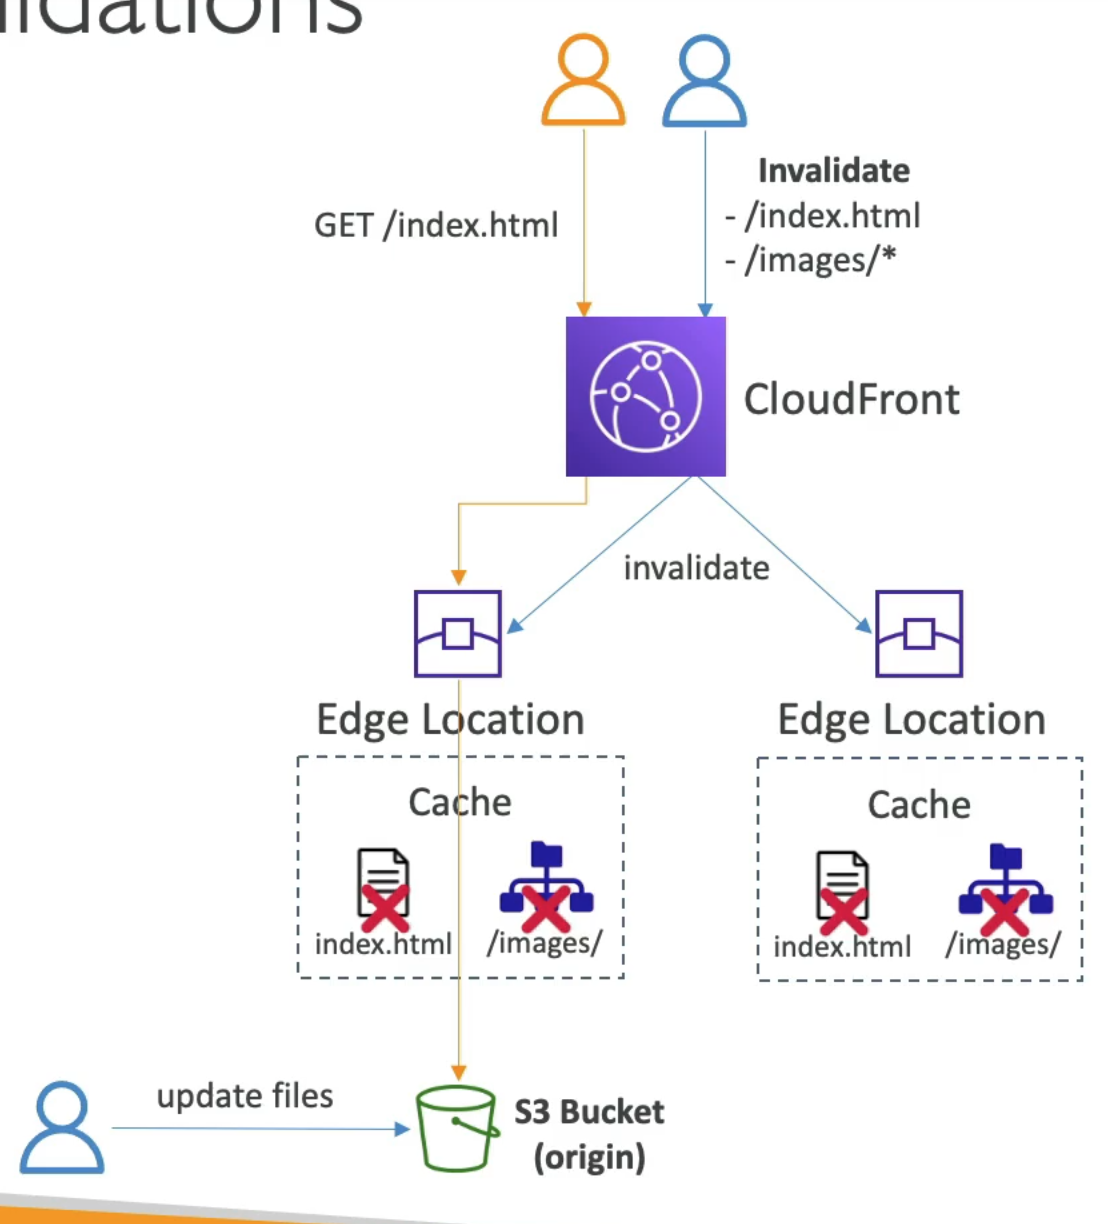 idations
Invalidate
GET /index.html
- /index.html
- /images/*
CloudFront
invalidate
Edge Location
Edge Location
Cache
Cache
index.html
/images/
index.html
/images/
update files
S3 Bucket
(origin)